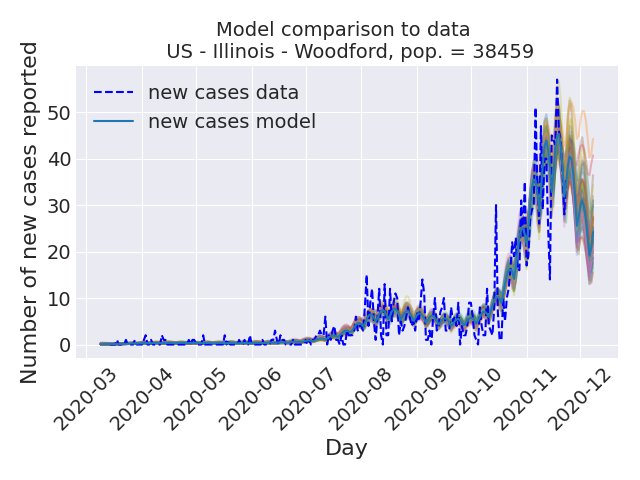 Model comparison to data
US - Illinois - Woodford, pop. = 38459
Number of new cases reported
new cases data
new cases model
50
40
30
20
10
0
2020-03
2020-04
2020-05
2020-06
2020-07
2020-08
2020-09
2020-10
2020-11
2020-12
Day